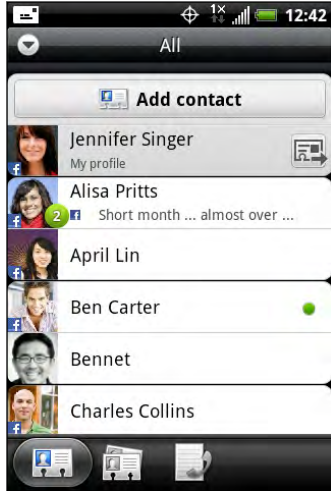 1X 12:42
All
Add contact
Jennifer Singer
My profile
Alisa Pritts
2 f Short month ... almost over ...
April Lin
Ben Carter
Bennet
Charles Collins